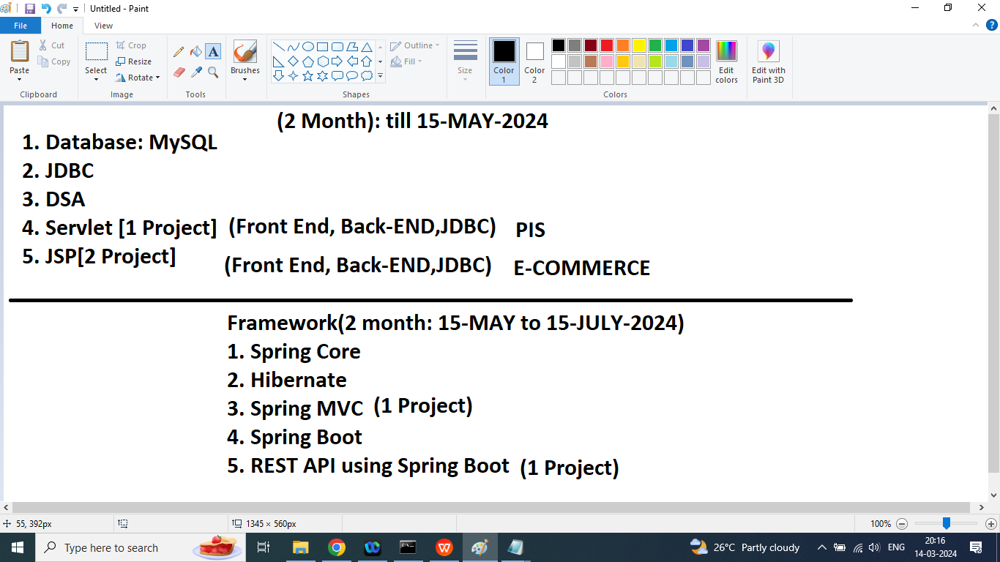 Untitled - Paint
File Home View
Paste
Cut
Copy
Clipboard
Select
Crop
Resize
Rotate
Image
Tools
Brushes
Shapes
Outline
Fill
Size
Color 1
Color 2
Colors
Edit colors
Edit with Paint 3D
(2 Month): till 15-MAY-2024
1. Database: MySQL
2. JDBC
3. DSA
4. Servlet [1 Project] (Front End, Back-END,JDBC) PIS
5. JSP[2 Project] (Front End, Back-END,JDBC) E-COMMERCE
Framework(2 month: 15-MAY to 15-JULY-2024)
1. Spring Core
2. Hibernate
3. Spring MVC (1 Project)
4. Spring Boot
5. REST API using Spring Boot (1 Project)
55, 392px 1345 × 560px 100%
Type here to search
26°C Partly cloudy
ENG
20:16
14-03-2024